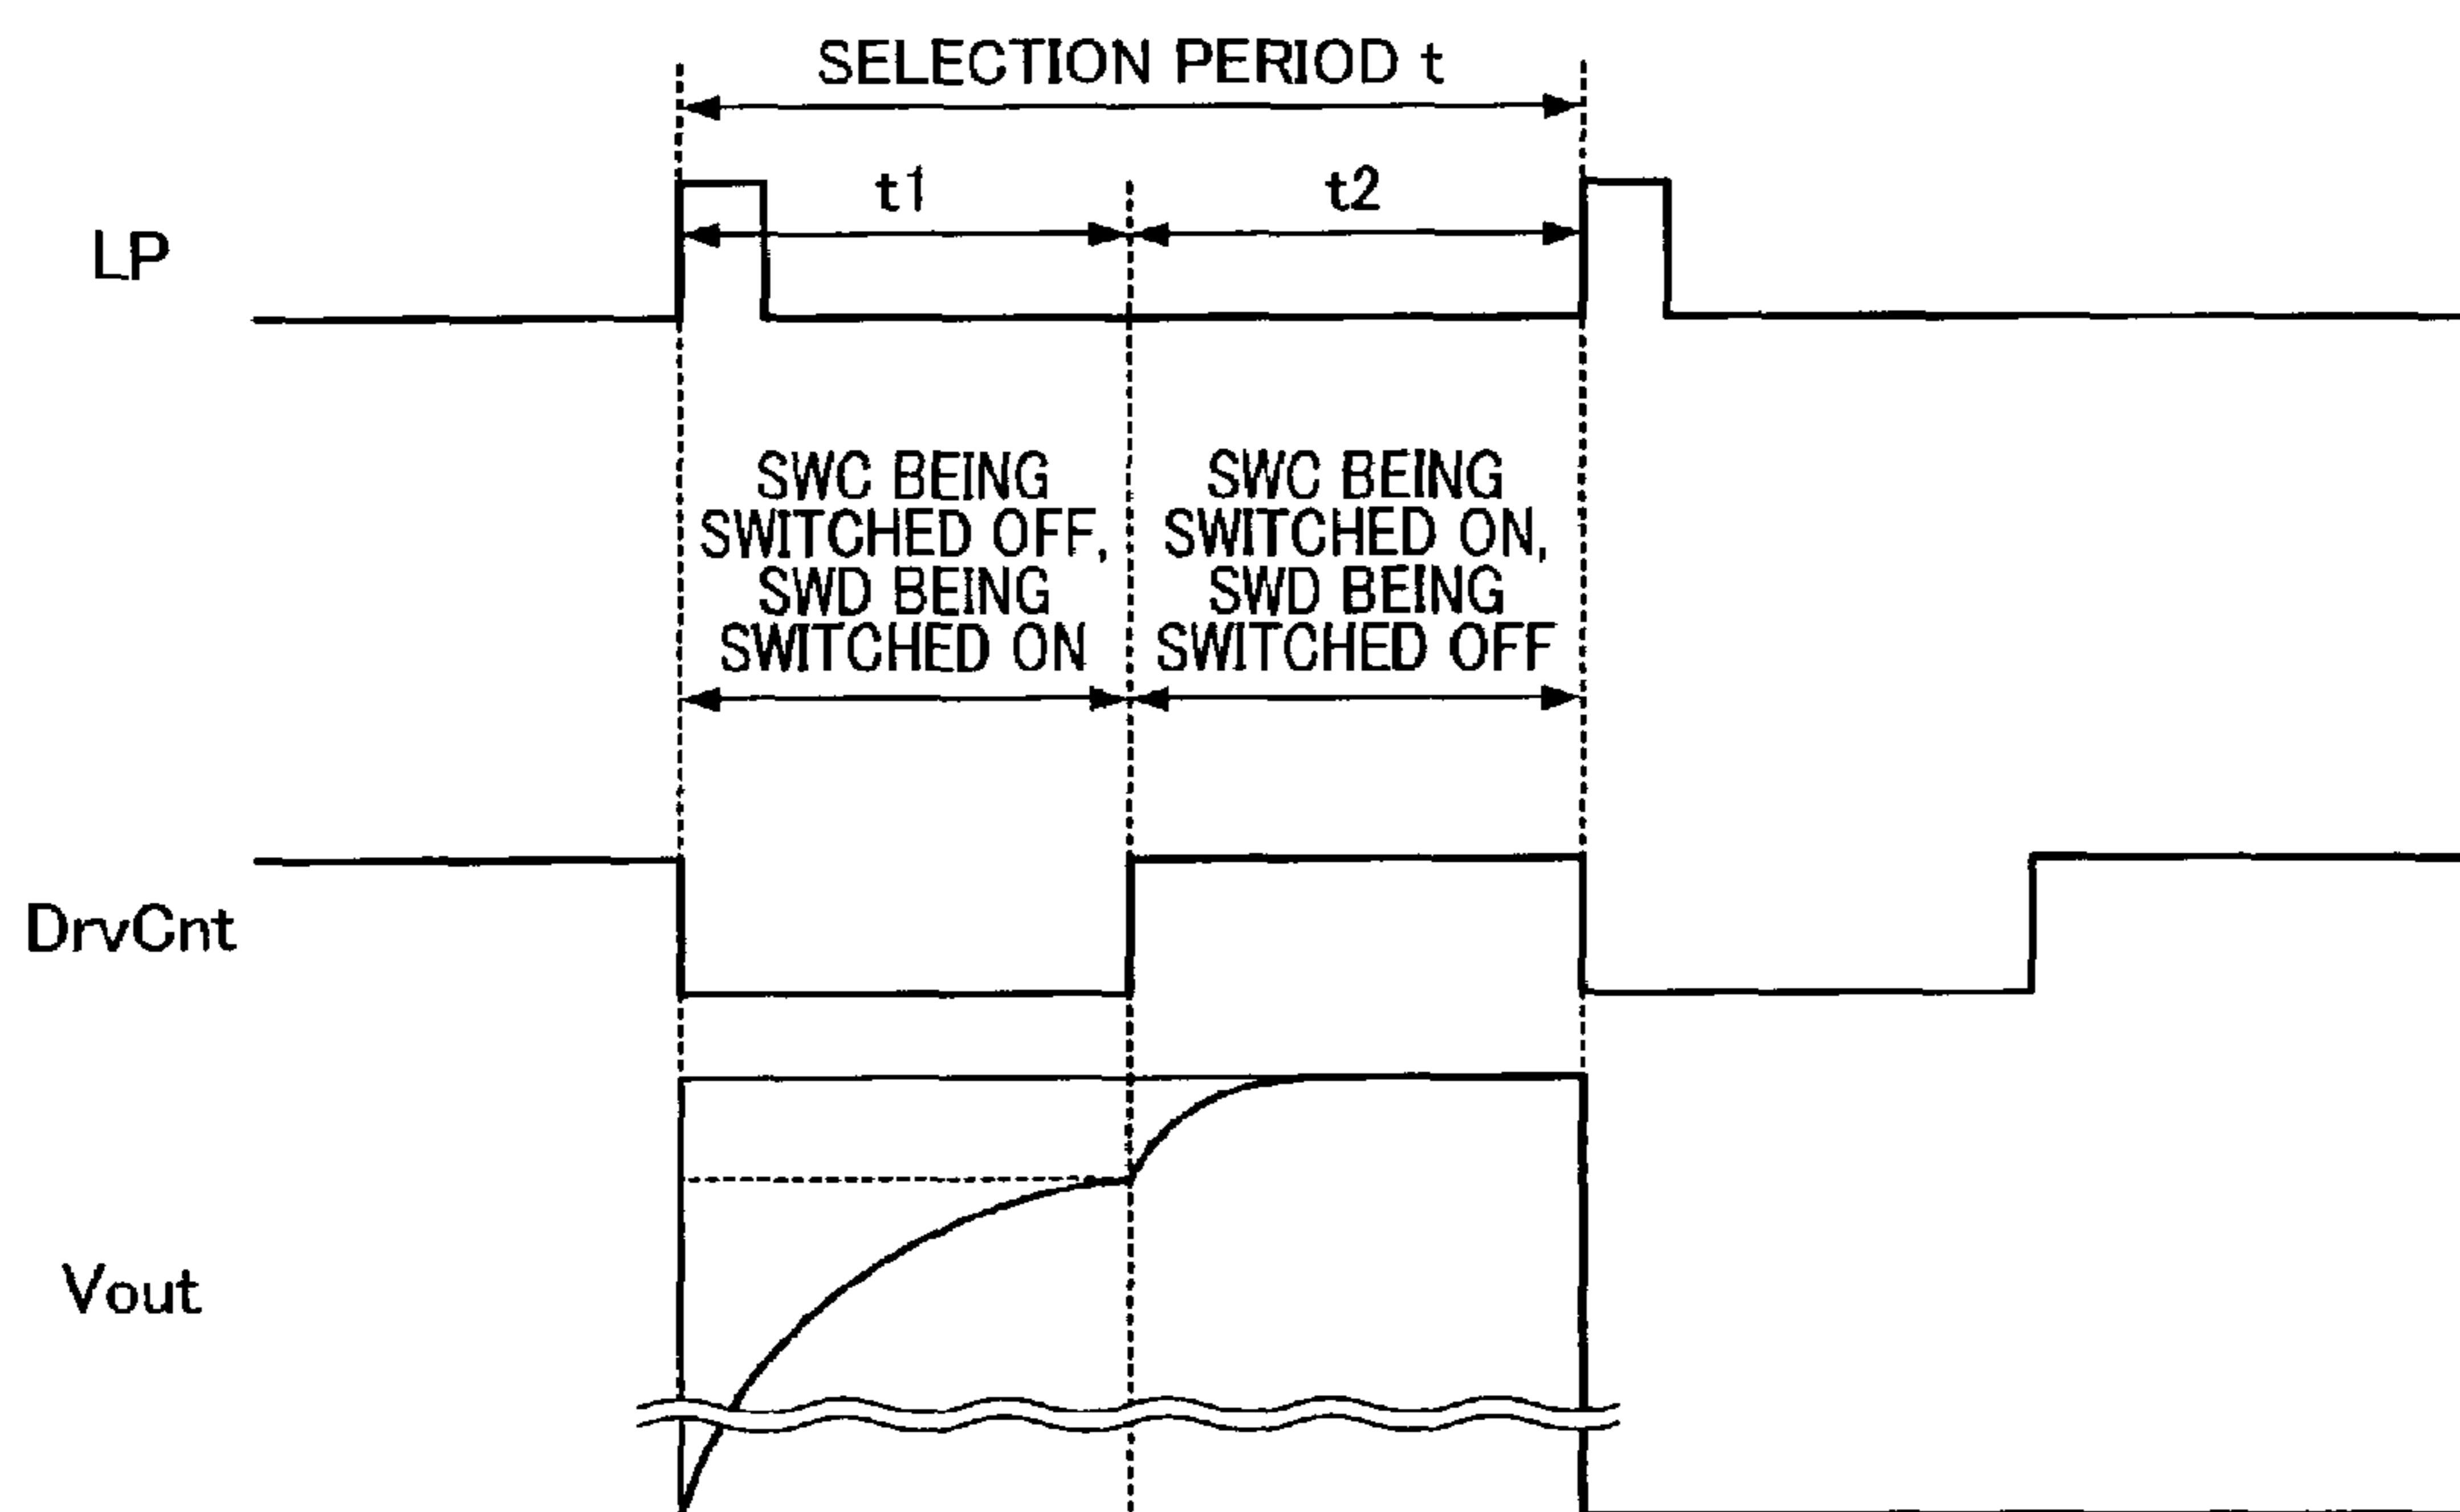 SELECTION PERIOD t
t1
t2
LP
SWC BEING
SWITCHED OFF,
SWD BEING
SWITCHED ON
SWC BEING
SWITCHED ON,
SWD BEING
SWITCHED OFF
DrvCnt
Vout